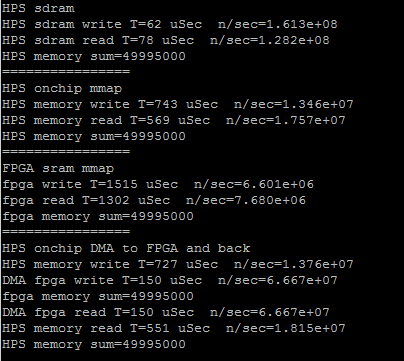 HPS sdram
HPS sdram write T=62 uSec  n/sec=1.613e+08
HPS sdram read T=78 uSec  n/sec=1.282e+08
HPS memory sum=49995000
================
HPS onchip mmap
HPS memory write T=743 uSec  n/sec=1.346e+07
HPS memory read T=569 uSec  n/sec=1.757e+07
HPS memory sum=49995000
================
FPGA sram mmap
fpga write T=1515 uSec  n/sec=6.601e+06
fpga read T=1302 uSec  n/sec=7.680e+06
fpga memory sum=49995000
================
HPS onchip DMA to FPGA and back
HPS memory write T=727 uSec  n/sec=1.376e+07
DMA fpga write T=150 uSec  n/sec=6.667e+07
fpga memory sum=49995000
DMA fpga read T=150 uSec  n/sec=6.667e+07
HPS memory read T=551 uSec  n/sec=1.815e+07
HPS memory sum=49995000